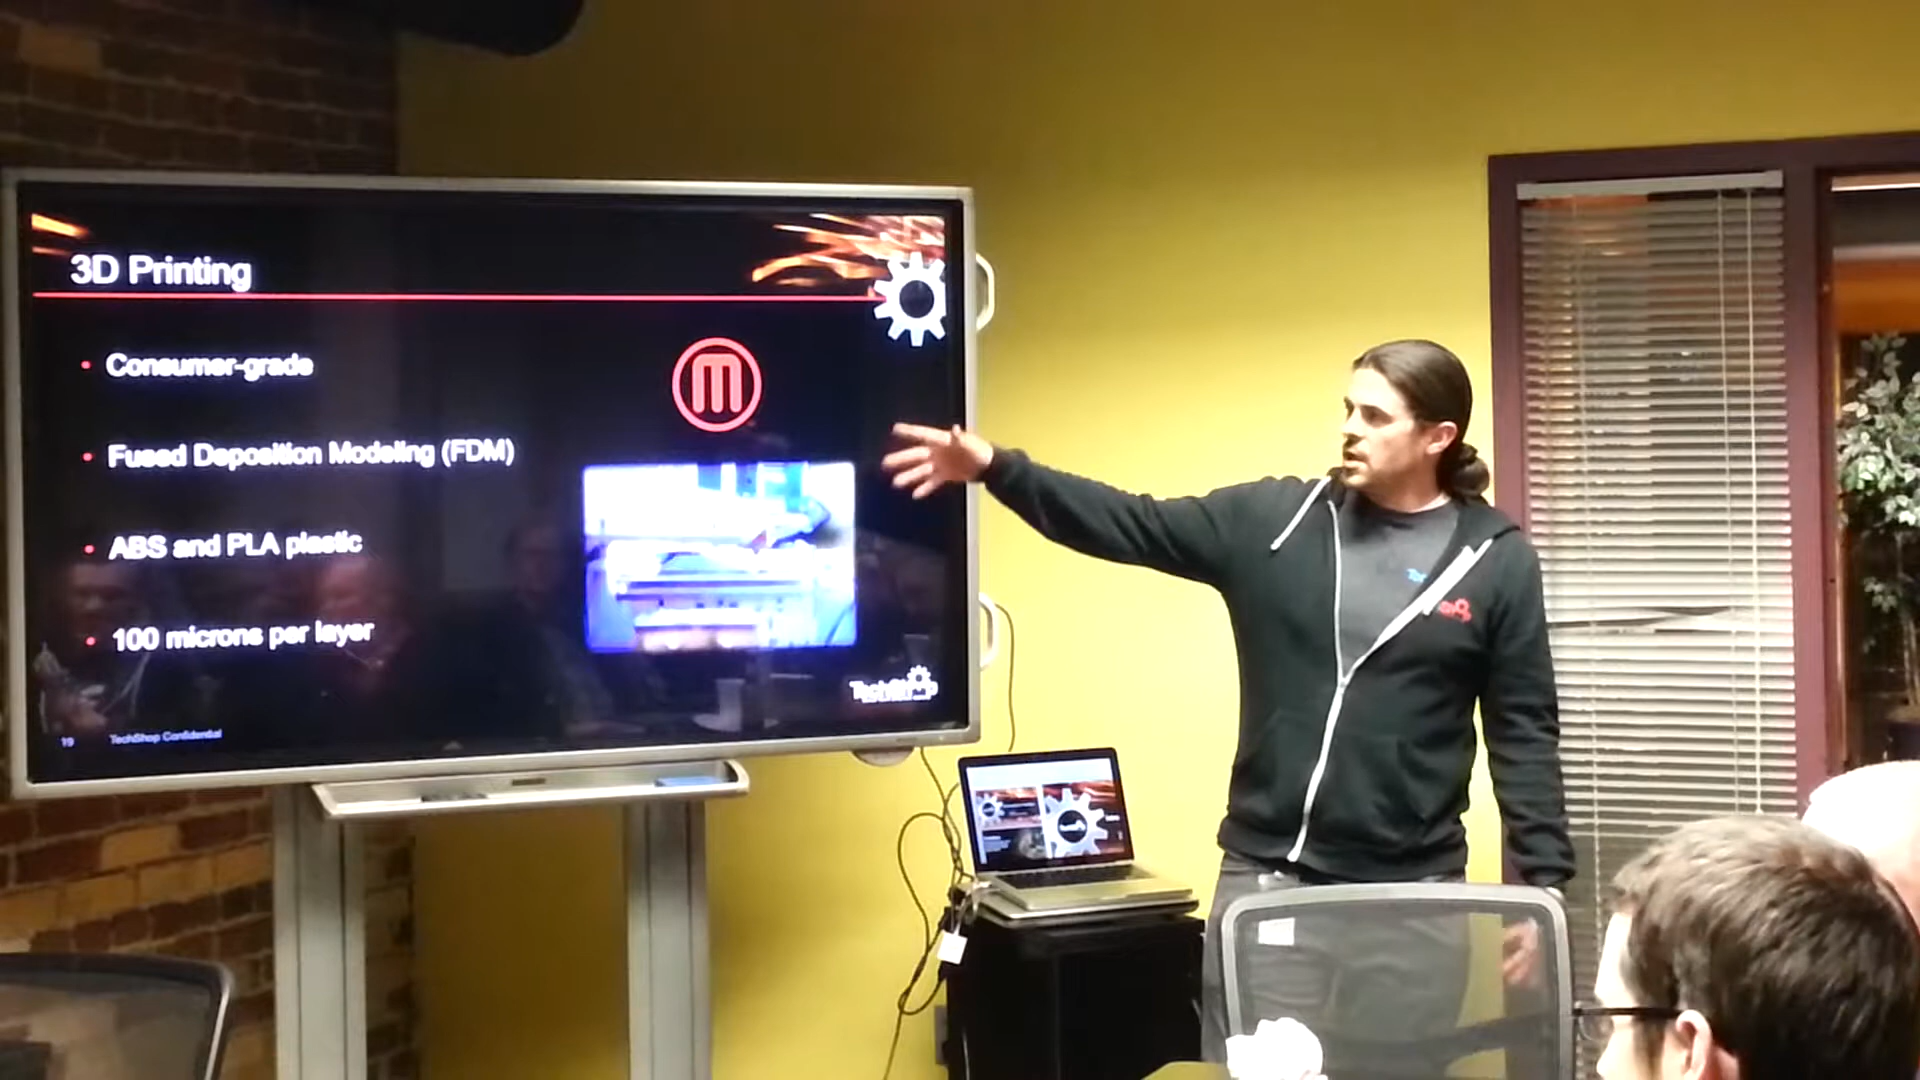 3D Printing
Consumer-grade
Fused Deposition Modeling (FDM)
ABS and PLA plastic
100 microns per layer
TechShop
19 TechShop Confidential